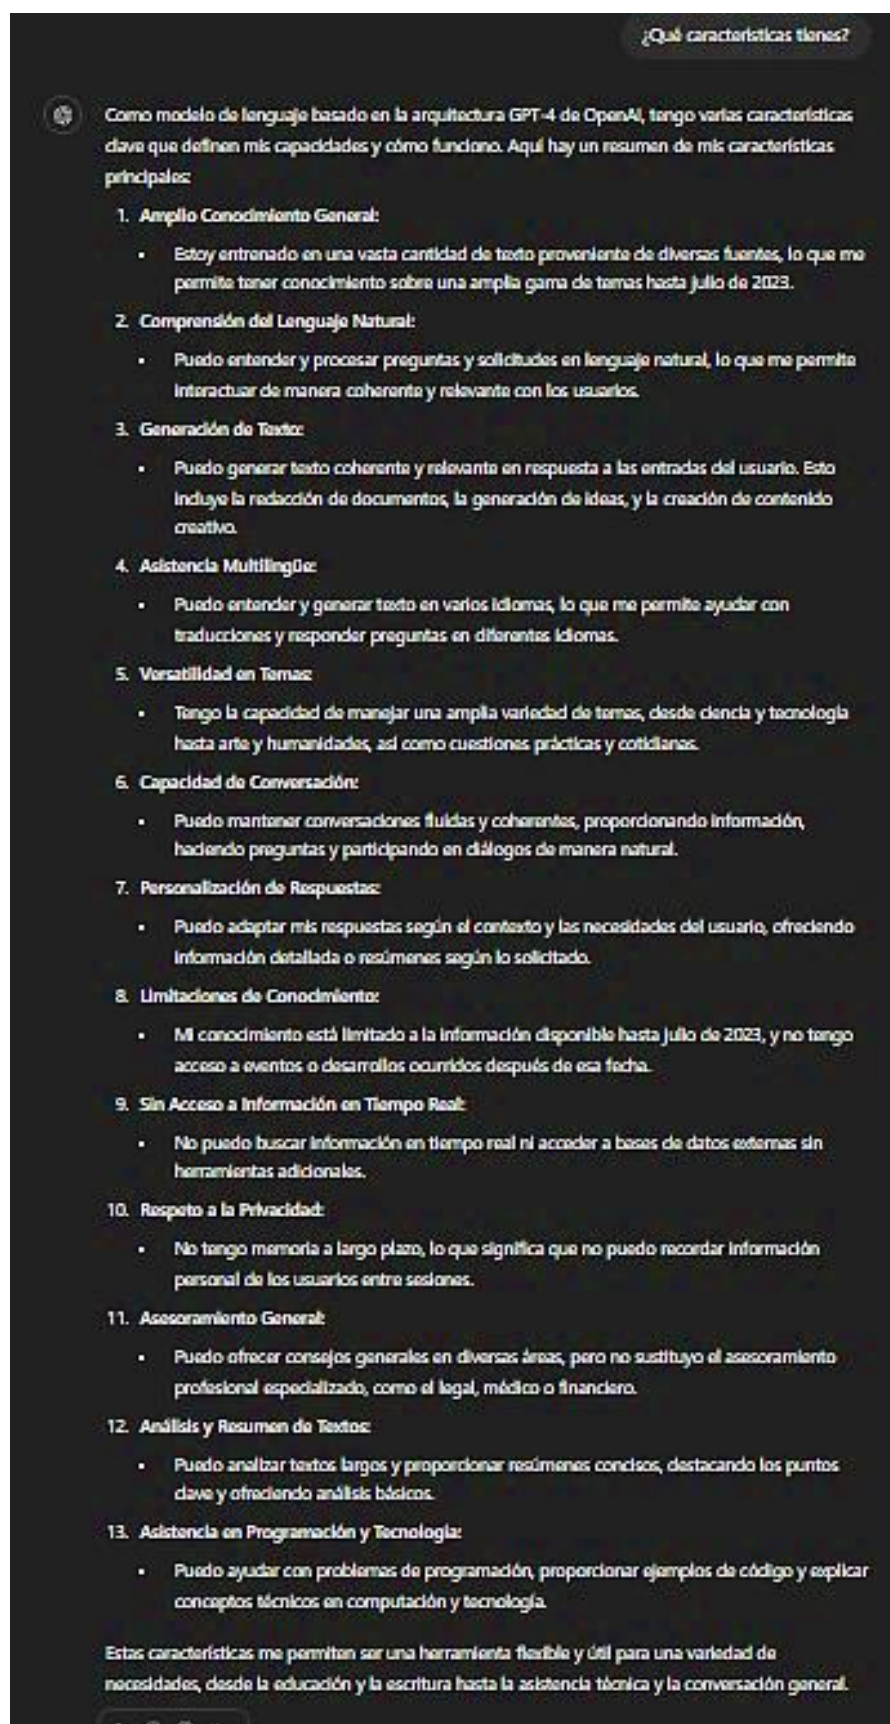 ¿Qué características tienes?
Como modelo de lenguaje basado en la arquitectura GPT-4 de OpenAI, tengo varias características
clave que definen mis capacidades y cómo funciono. Aquí hay un resumen de mis características
principales:
1. Amplio Conocimiento General:
• Estoy entrenado en una vasta cantidad de texto proveniente de diversas fuentes, lo que me
permite tener conocimiento sobre una amplia gama de temas hasta julio de 2023.
2. Comprensión del Lenguaje Natural:
• Puedo entender y procesar preguntas y solicitudes en lenguaje natural, lo que me permite
interactuar de manera coherente y relevante con los usuarios.
3. Generación de Texto:
• Puedo generar texto coherente y relevante en respuesta a las entradas del usuario. Esto
incluye la redacción de documentos, la generación de ideas, y la creación de contenido
creativo.
4. Asistencia Multilingüe:
• Puedo entender y generar texto en varios idiomas, lo que me permite ayudar con
traducciones y responder preguntas en diferentes idiomas.
5. Versatilidad en Temas:
• Tengo la capacidad de manejar una amplia variedad de temas, desde ciencia y tecnología
hasta arte y humanidades, así como cuestiones prácticas y cotidianas.
6. Capacidad de Conversación:
• Puedo mantener conversaciones fluidas y coherentes, proporcionando información,
haciendo preguntas y participando en diálogos de manera natural.
7. Personalización de Respuestas:
• Puedo adaptar mis respuestas según el contexto y las necesidades del usuario, ofreciendo
información detallada o resúmenes según lo solicitado.
8. Limitaciones de Conocimiento:
• Mi conocimiento está limitado a la información disponible hasta julio de 2023, y no tengo
acceso a eventos o desarrollos ocurridos después de esa fecha.
9. Sin Acceso a Información en Tiempo Real:
• No puedo buscar información en tiempo real ni acceder a bases de datos externas sin
herramientas adicionales.
10. Respeto a la Privacidad:
• No tengo memoria a largo plazo, lo que significa que no puedo recordar información
personal de los usuarios entre sesiones.
11. Asesoramiento General:
• Puedo ofrecer consejos generales en diversas áreas, pero no sustituyo el asesoramiento
profesional especializado, como el legal, médico o financiero.
12. Análisis y Resumen de Textos:
• Puedo analizar textos largos y proporcionar resúmenes concisos, destacando los puntos
clave y ofreciendo análisis básicos.
13. Asistencia en Programación y Tecnología:
• Puedo ayudar con problemas de programación, proporcionar ejemplos de código y explicar
conceptos técnicos en computación y tecnología.
Estas características me permiten ser una herramienta flexible y útil para una variedad de
necesidades, desde la educación y la escritura hasta la asistencia técnica y la conversación general.